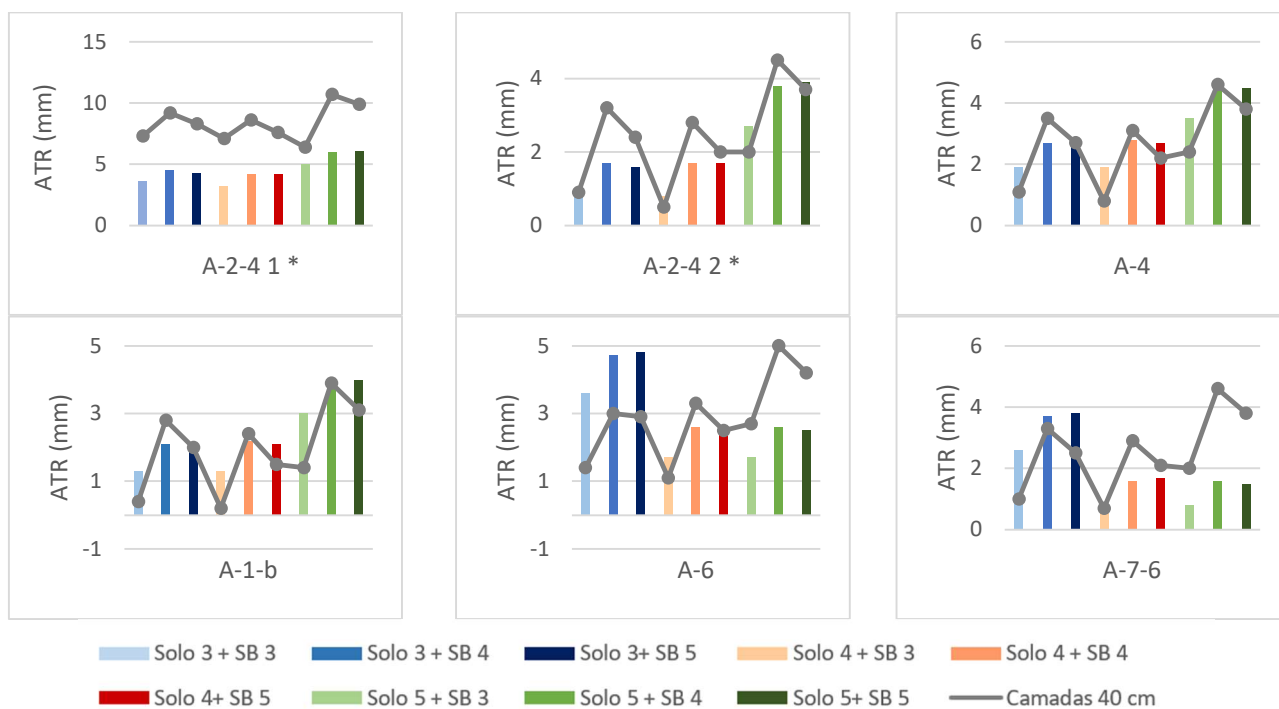 15
10
5
0
ATR (mm)
A-2-4 1 *
4
2
0
ATR (mm)
A-2-4 2 *
6
4
2
0
ATR (mm)
A-4
5
3
1
-1
ATR (mm)
A-1-b
5
3
1
-1
ATR (mm)
A-6
6
4
2
0
ATR (mm)
A-7-6
Solo 3 + SB 3 Solo 3 + SB 4 Solo 3+ SB 5 Solo 4 + SB 3 Solo 4 + SB 4
Solo 4+ SB 5 Solo 5 + SB 3 Solo 5 + SB 4 Solo 5+ SB 5 Camadas 40 cm